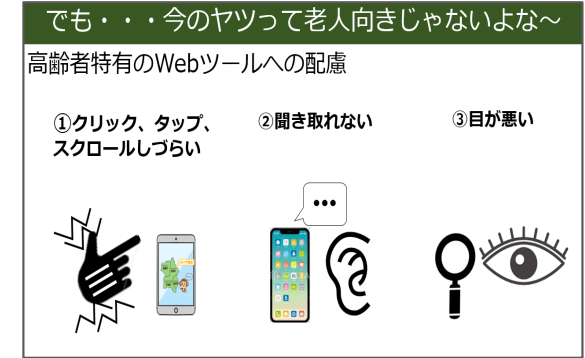 でも・・・今のヤツって老人向きじゃないよな～
高齢者特有のWebツールへの配慮
①クリック、タップ、
スクロールしづらい
②聞き取れない
③目が悪い